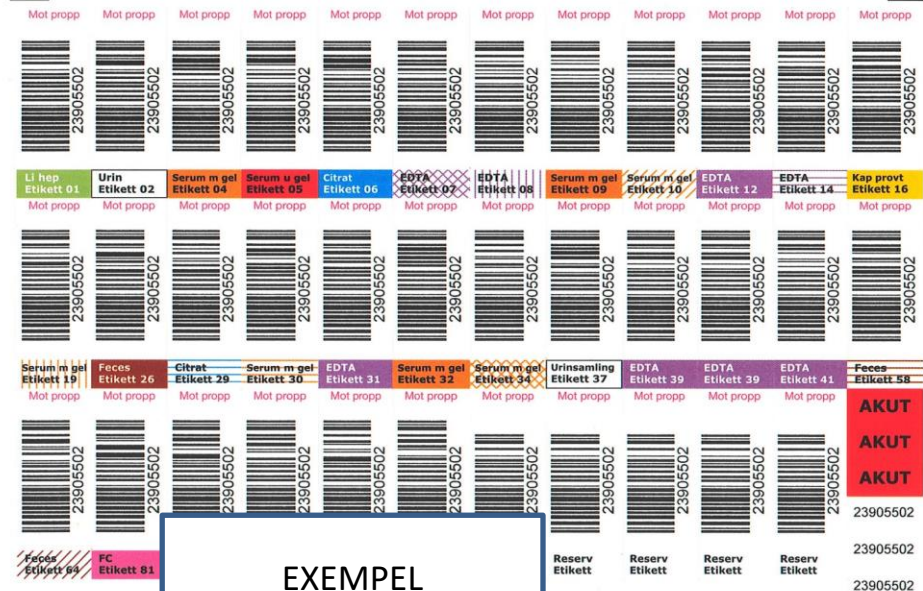 Mot propp Mot propp Mot propp Mot propp Mot propp Mot propp Mot propp Mot propp Mot propp Mot propp Mot propp Mot propp
23905502 23905502 23905502 23905502 23905502 23905502 23905502 23905502 23905502 23905502 23905502 23905502
Li hep Urin Serum m gel Serum u gel Citrat EDTA EDTA Serum m gel Serum m gel EDTA EDTA Kap provt
Etikett 01 Etikett 02 Etikett 04 Etikett 05 Etikett 06 Etikett 07 Etikett 08 Etikett 09 Etikett 10 Etikett 12 Etikett 14 Etikett 16
Mot propp Mot propp Mot propp Mot propp Mot propp Mot propp Mot propp Mot propp Mot propp Mot propp Mot propp Mot propp
23905502 23905502 23905502 23905502 23905502 23905502 23905502 23905502 23905502 23905502 23905502 23905502
Serum m gel Feces Citrat Serum m gel EDTA Serum m gel Serum m gel Urinsamling EDTA EDTA EDTA Feces
Etikett 19 Etikett 26 Etikett 29 Etikett 30 Etikett 31 Etikett 32 Etikett 34 Etikett 37 Etikett 39 Etikett 39 Etikett 41 Etikett 58
Mot propp Mot propp Mot propp Mot propp Mot propp Mot propp Mot propp Mot propp Mot propp Mot propp Mot propp
23905502 23905502 23905502 23905502 23905502 23905502 23905502 23905502 23905502 23905502 23905502
AKUT
AKUT
AKUT
23905502
23905502
23905502
Feces FC Reserv Reserv Reserv Reserv
Etikett 64 Etikett 81 Etikett Etikett Etikett Etikett
EXEMPEL